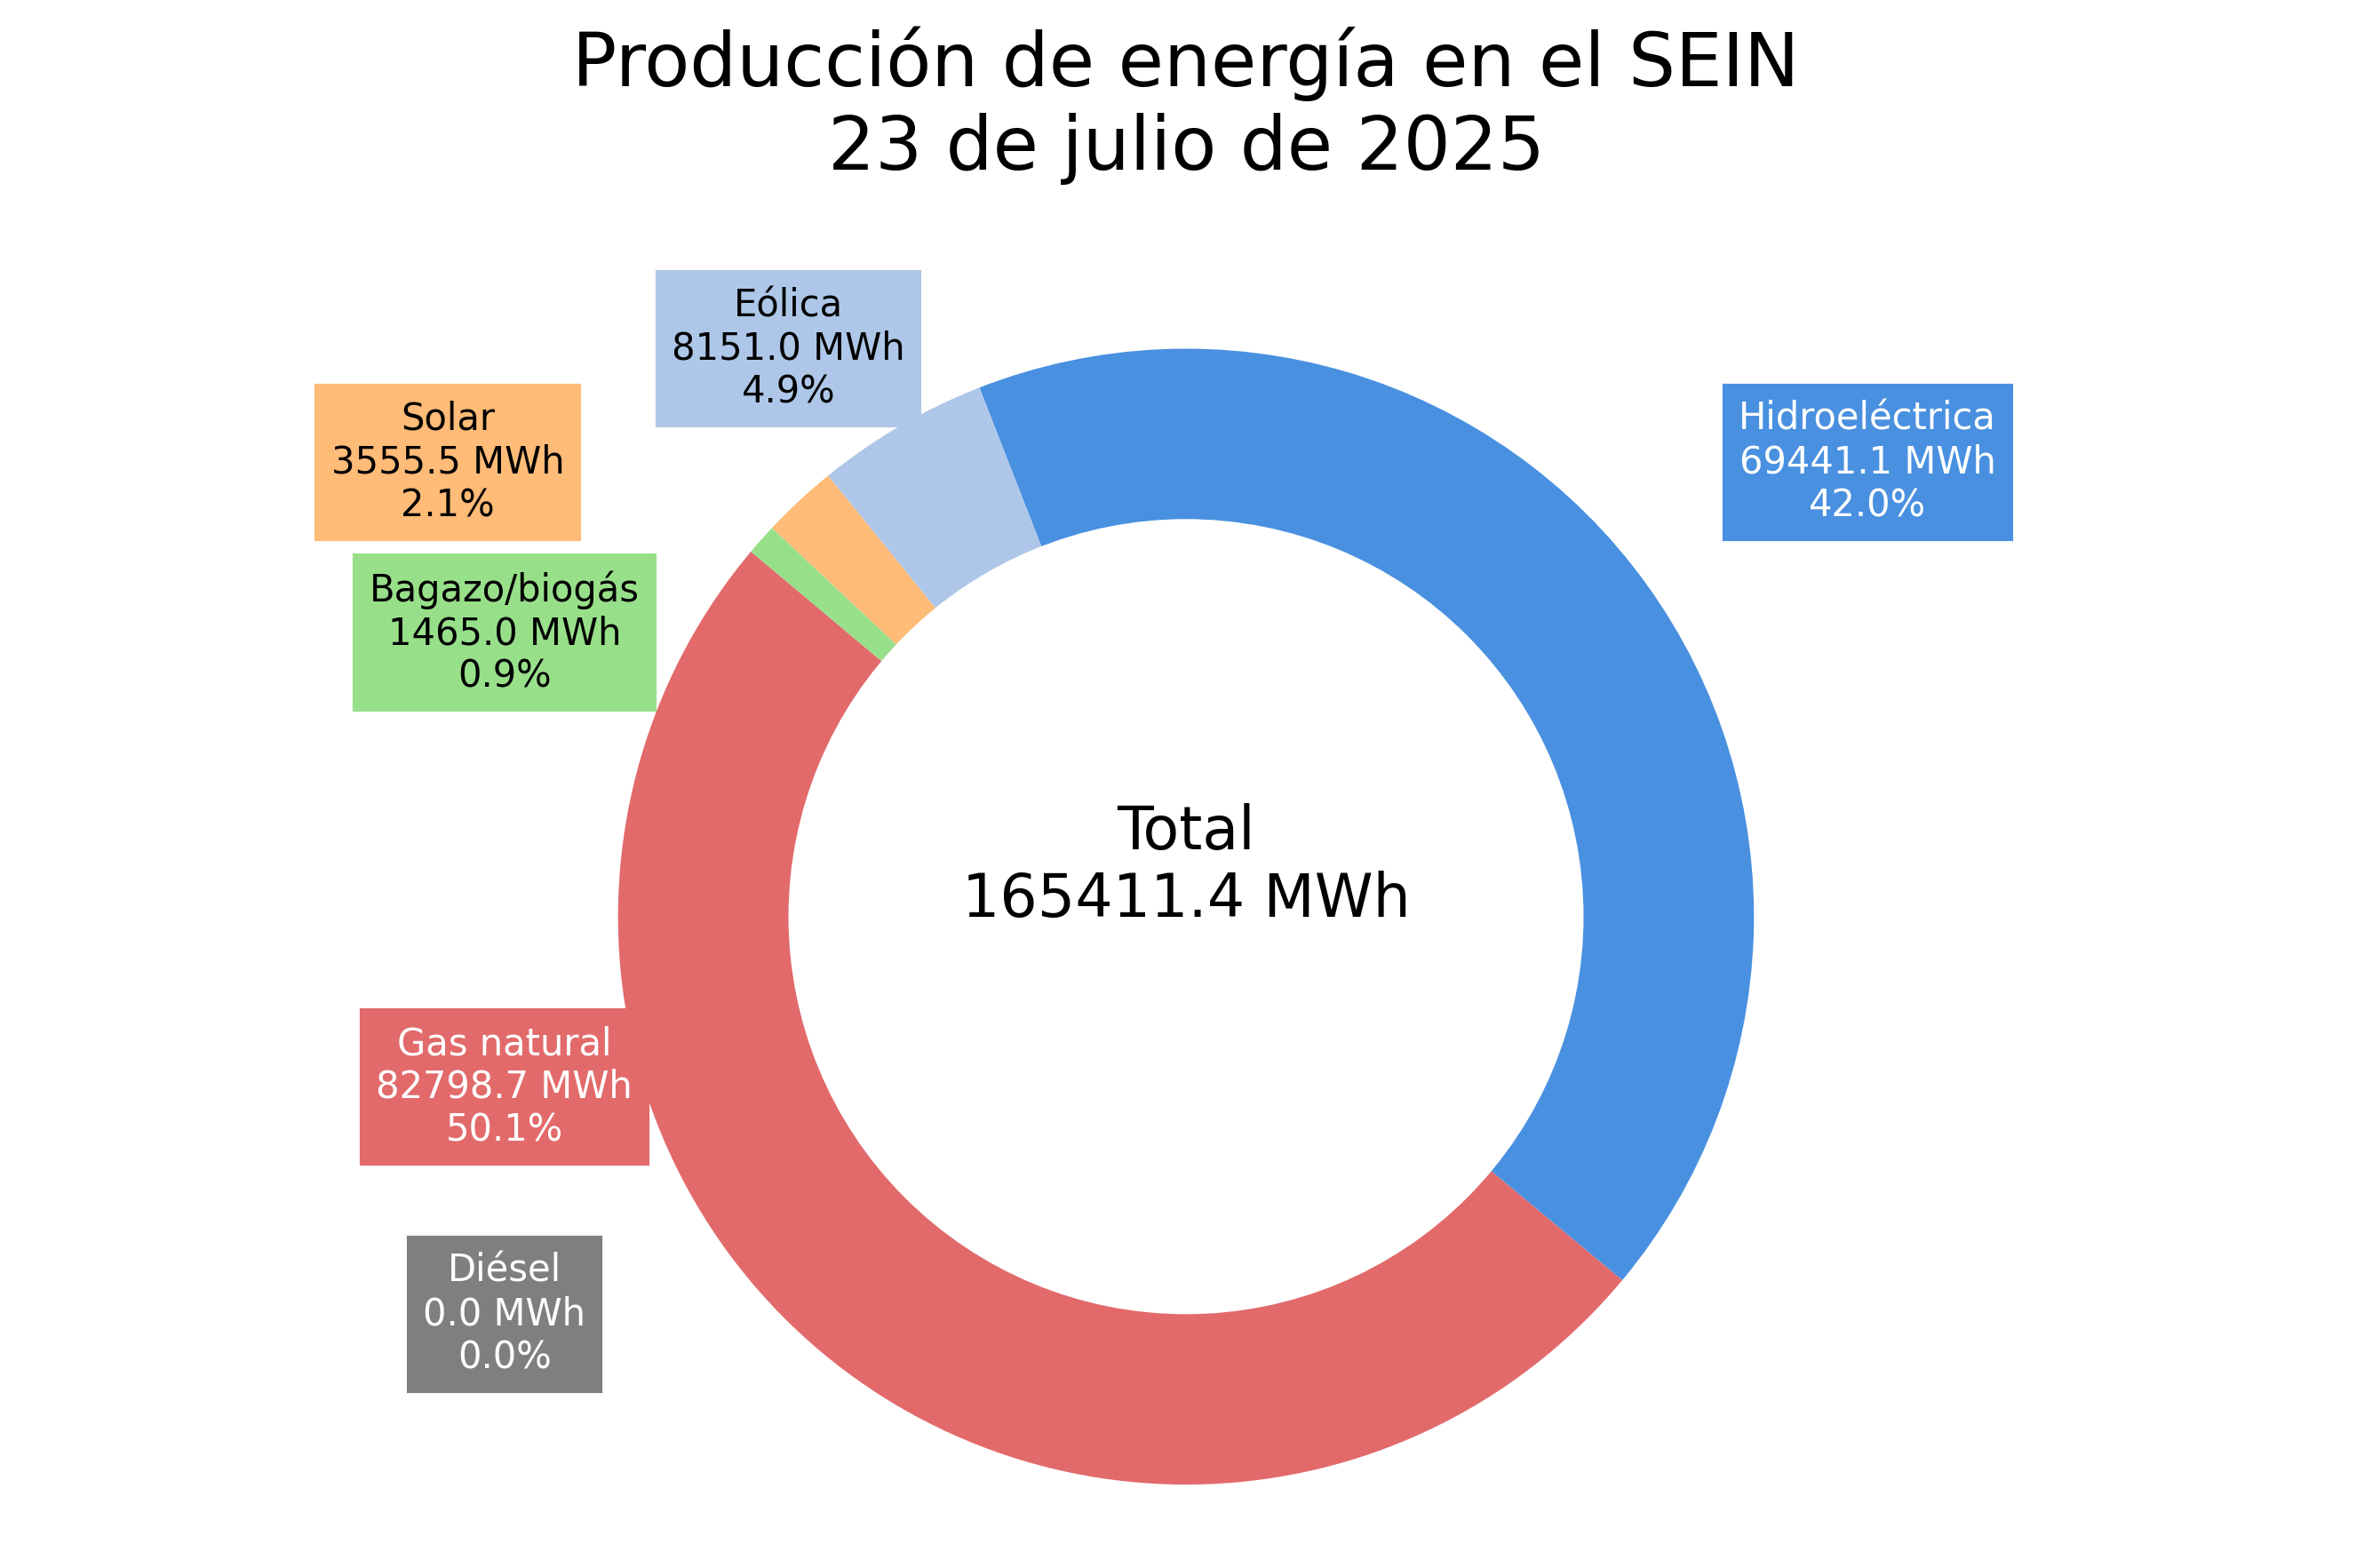 Producción de energía en el SEIN
23 de julio de 2025
Eólica
8151.0 MWh
4.9%
Solar
3555.5 MWh
2.1%
Hidroeléctrica
69441.1 MWh
42.0%
Bagazo/biogás
1465.0 MWh
0.9%
Total
165411.4 MWh
Gas natural
82798.7 MWh
50.1%
Diésel
0.0 MWh
0.0%